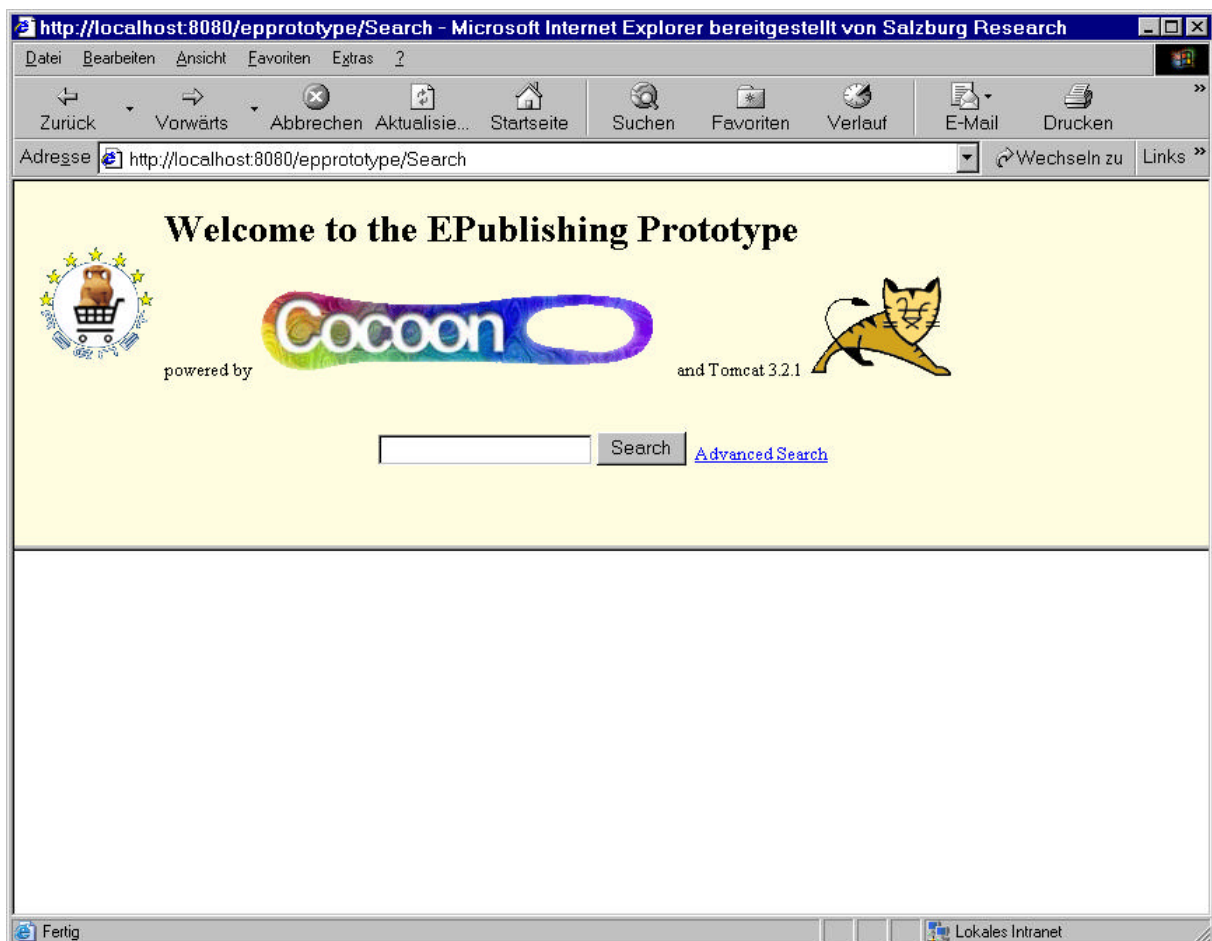 http://localhost:8080/epprototype/Search - Microsoft Internet Explorer bereitgestellt von Salzburg Research
Datei Bearbeiten Ansicht Favoriten Extras ?
Zurück Vorwärts Abbrechen Aktualisie... Startseite Suchen Favoriten Verlauf E-Mail Drucken »
Adresse http://localhost:8080/epprototype/Search Wechseln zu Links »
Welcome to the EPublishing Prototype
powered by Cocoon and Tomcat 3.2.1
Search Advanced Search
Fertig Lokales Intranet